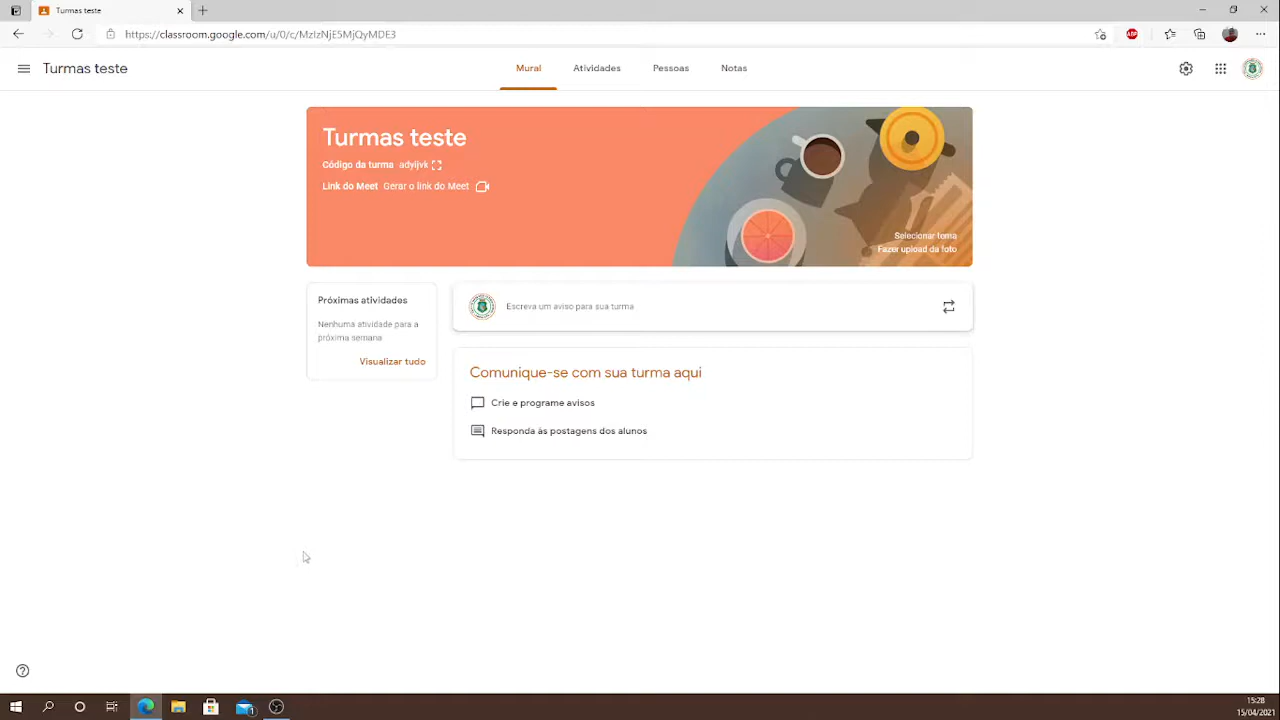 Turmas teste
https://classroom.google.com/u/0/c/MzIzNjE5MjQyMDE3
Turmas teste
Mural
Atividades
Pessoas
Notas
Turmas teste
Código da turma adyijvk
Link do Meet Gerar o link do Meet
Selecionar tema
Fazer upload da foto
Próximas atividades
Nenhuma atividade para a
próxima semana
Visualizar tudo
Escreva um aviso para sua turma
Comunique-se com sua turma aqui
Crie e programe avisos
Responda às postagens dos alunos
ABP
1
15:28
15/04/2021